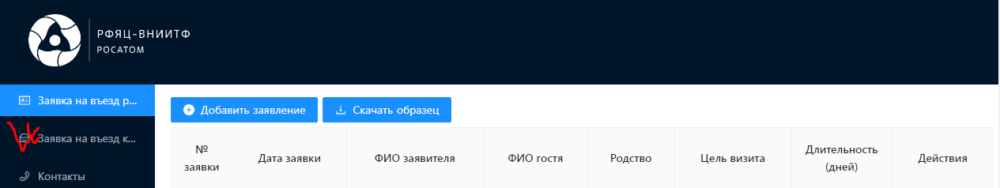 РФЯЦ-ВНИИТФ
РОСАТОМ
Заявка на въезд р...
Заявка на въезд к...
Контакты
Добавить заявление
Скачать образец
№ заявки
Дата заявки
ФИО заявителя
ФИО гостя
Родство
Цель визита
Длительность (дней)
Действия